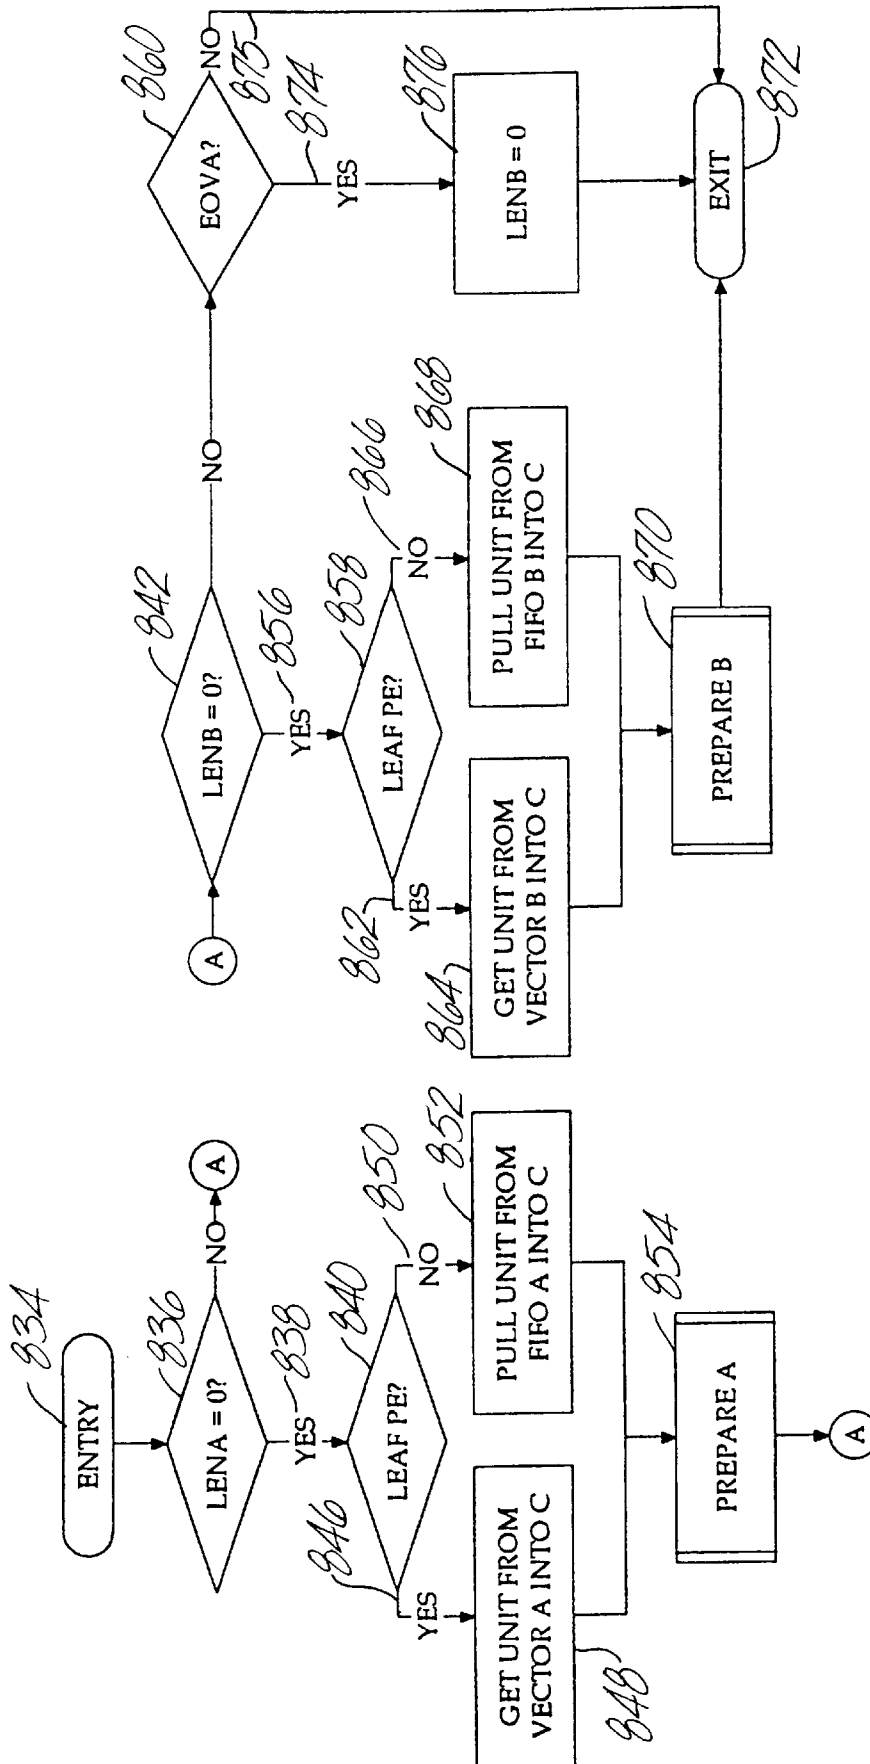 834
ENTRY
836
LENA = 0?
NO
A
838
YES
840
LEAF PE?
846
YES
850
NO
GET UNIT FROM
VECTOR A INTO C
848
852
PULL UNIT FROM
FIFO A INTO C
854
PREPARE A
A
A
842
LENB = 0?
NO
856
YES
858
LEAF PE?
862
YES
866
NO
864
GET UNIT FROM
VECTOR B INTO C
868
PULL UNIT FROM
FIFO B INTO C
870
PREPARE B
860
EOVA?
NO
875
874
YES
876
LENB = 0
EXIT
872